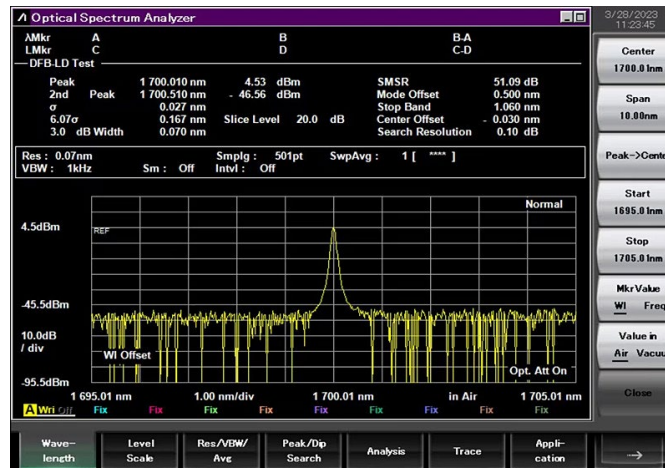 Optical Spectrum Analyzer
3/28/2023
11:23:45
λMkr A B B-A
LMkr C D C-D
DFB-LD Test
Peak 1 700.010 nm 4.53 dBm SMSR 51.09 dB
2nd Peak 1 700.510 nm - 46.56 dBm Mode Offset 0.500 nm
σ 0.027 nm Stop Band 1.060 nm
6.07σ 0.167 nm Slice Level 20.0 dB Center Offset - 0.030 nm
3.0 dB Width 0.070 nm Search Resolution 0.10 dB
Res : 0.07nm Smplg : 501pt SwpAvg : 1 [ **** ]
VBW : 1kHz Sm : Off Intvl : Off
Normal
4.5dBm
REF
-45.5dBm
10.0dB
/ div
Wl Offset
Opt. Att On
-95.5dBm
1 695.01 nm 1.00 nm/div 1 700.01 nm in Air 1 705.01 nm
A Wri Off Fix Fix Fix Fix Fix Fix Fix Fix Fix
Center
1700.01nm
Span
10.00nm
Peak->Cente
Start
1695.01nm
Stop
1705.01nm
MkrValue
Wl Freq
Value in
Air Vacuu
Close
Wave-
length
Level
Scale
Res/VBW/
Avg
Peak/Dip
Search
Analysis
Trace
Appli-
cation